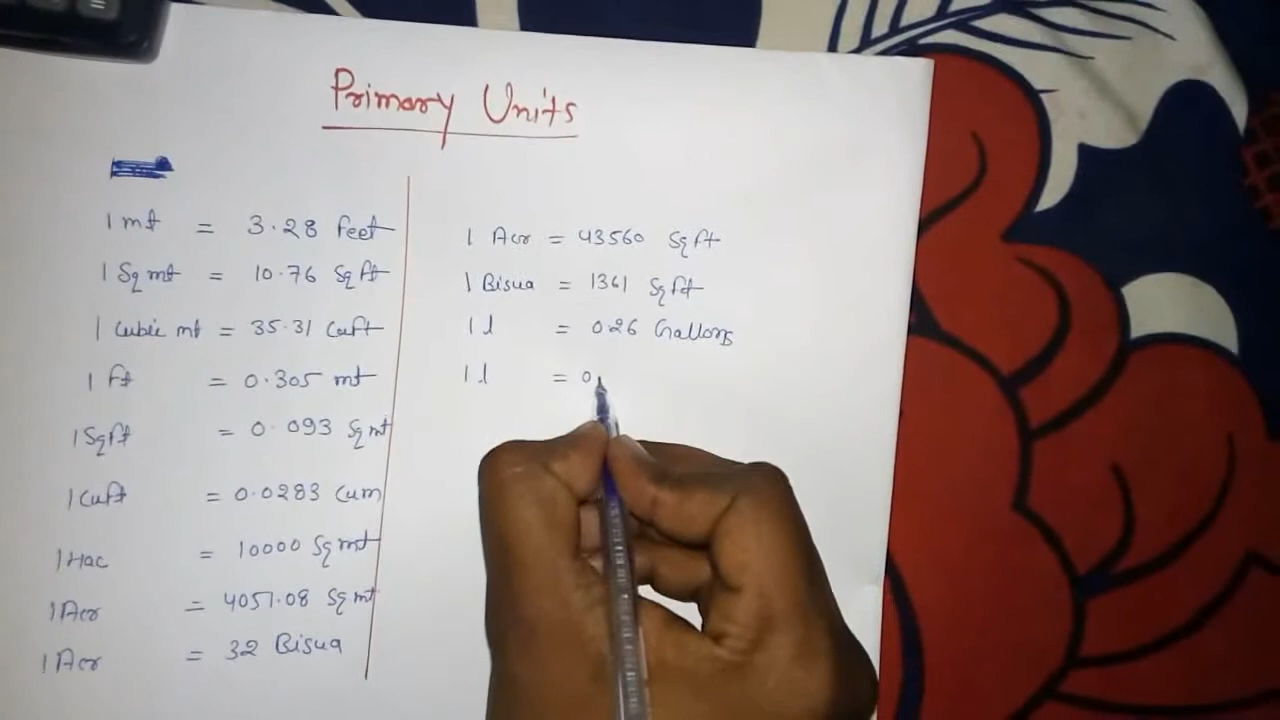 Primary Units
1 mt = 3.28 feet
1 Sq mt = 10.76 Sq ft
1 Cubic mt = 35.31 Cuft
1 ft = 0.305 mt
1 Sqft = 0.093 Sq mt
1 Cuft = 0.0283 Cum
1 Hac = 10000 Sq mt
1 Acr = 4051.08 Sq mt
1 Acr = 32 Bisua
1 Acr = 43560 Sq ft
1 Bisua = 1361 Sq ft
1 l = 0.26 Gallons
1 l = 0.